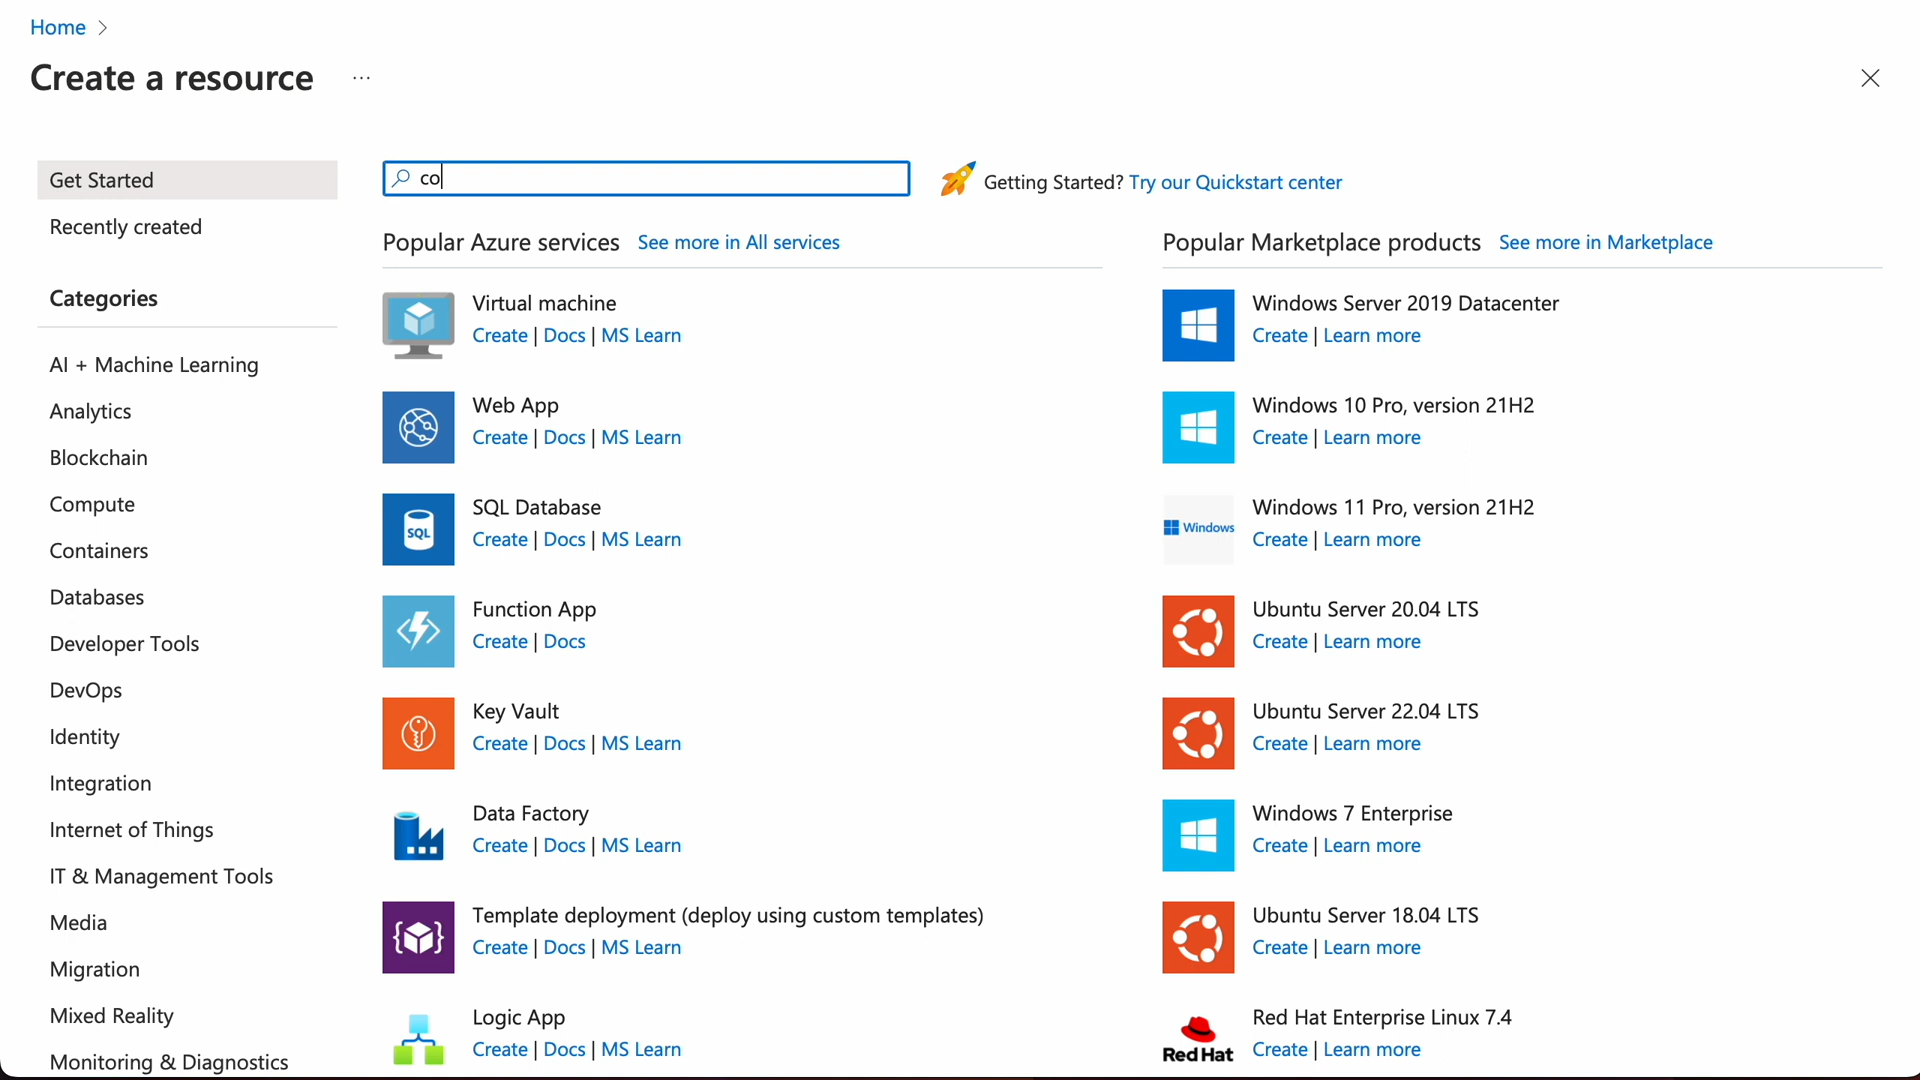 Home
Create a resource
Get Started
Recently created
Categories
AI + Machine Learning
Analytics
Blockchain
Compute
Containers
Databases
Developer Tools
DevOps
Identity
Integration
Internet of Things
IT & Management Tools
Media
Migration
Mixed Reality
Monitoring & Diagnostics
co
Getting Started? Try our Quickstart center
Popular Azure services See more in All services
Virtual machine
Create | Docs | MS Learn
Web App
Create | Docs | MS Learn
SQL
SQL Database
Create | Docs | MS Learn
Function App
Create | Docs
Key Vault
Create | Docs | MS Learn
Data Factory
Create | Docs | MS Learn
Template deployment (deploy using custom templates)
Create | Docs | MS Learn
Logic App
Create | Docs | MS Learn
Popular Marketplace products See more in Marketplace
Windows Server 2019 Datacenter
Create | Learn more
Windows 10 Pro, version 21H2
Create | Learn more
Windows
Windows 11 Pro, version 21H2
Create | Learn more
Ubuntu Server 20.04 LTS
Create | Learn more
Ubuntu Server 22.04 LTS
Create | Learn more
Windows 7 Enterprise
Create | Learn more
Ubuntu Server 18.04 LTS
Create | Learn more
Red Hat
Red Hat Enterprise Linux 7.4
Create | Learn more